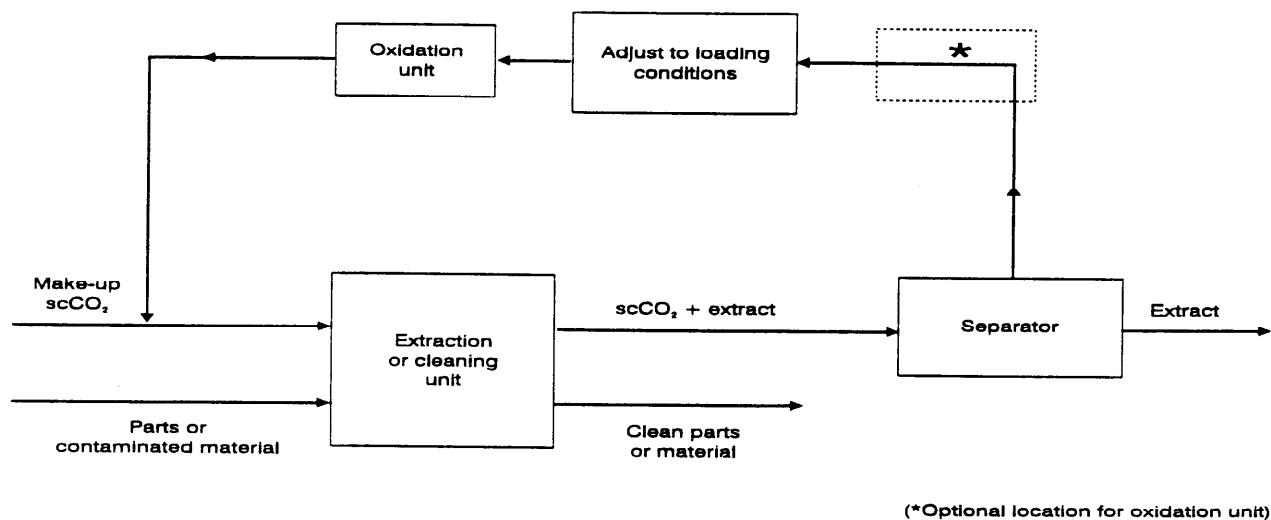 Oxidation
unit
Adjust to loading
conditions
*
Make-up
scCO₂
Extraction
or cleaning
unit
scCO₂ + extract
Separator
Extract
Parts or
contaminated material
Clean parts
or material
(*Optional location for oxidation unit)